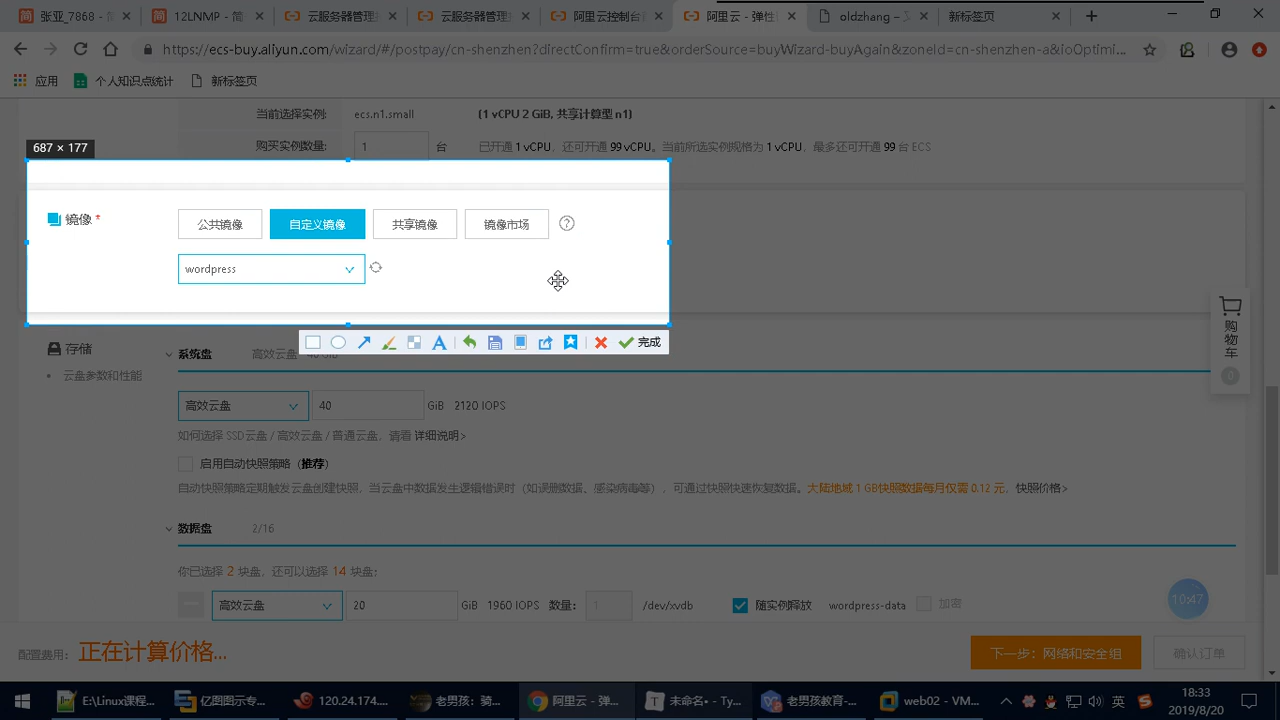 张亚_7868 - 简
12LNMP - 简
云服务器管理
云服务器管理
阿里云控制台
阿里云 - 弹性
oldzhang -
新标签页
https://ecs-buy.aliyun.com/wizard/#/postpay/cn-shenzhen?directConfirm=true&orderSource=buyWizard-buyAgain&zoneId=cn-shenzhen-a&ioOptimi...
应用
个人知识点统计
新标签页
当前选择实例:
ecs.n1.small
(1 vCPU 2 GiB, 共享计算型 n1)
购买实例数量:
1
台
已开通 1 vCPU，还可开通 99 vCPU。当前所选实例规格为 1 vCPU，最多还可开通 99 台 ECS
687 × 177
镜像 *
公共镜像
自定义镜像
共享镜像
镜像市场
?
wordpress
完成
购物车
0
存储
系统盘
高效云盘 40 GiB
云盘参数和性能
高效云盘
40
GiB
2120 IOPS
如何选择 SSD云盘 / 高效云盘 / 普通云盘，请看 详细说明>
启用自动快照策略（推荐）
自动快照策略定期触发云盘创建快照，当云盘中数据发生逻辑错误时（如误删数据、感染病毒等），可通过快照快速恢复数据。大陆地域 1 GB快照数据每月仅需 0.12 元，快照价格>
数据盘
2/16
你已选择 2 块盘，还可以选择 14 块盘；
高效云盘
20
GiB
1960 IOPS
数量：
1
/dev/xvdb
随实例释放
wordpress-data
加密
10:47
配置费用：
正在计算价格...
下一步：网络和安全组
确认订单
E:\Linux课程...
亿图图示专...
120.24.174....
老男孩：骑...
阿里云 - 弹...
未命名• - Ty...
老男孩教育-...
web02 - VM...
英
18:33
2019/8/20